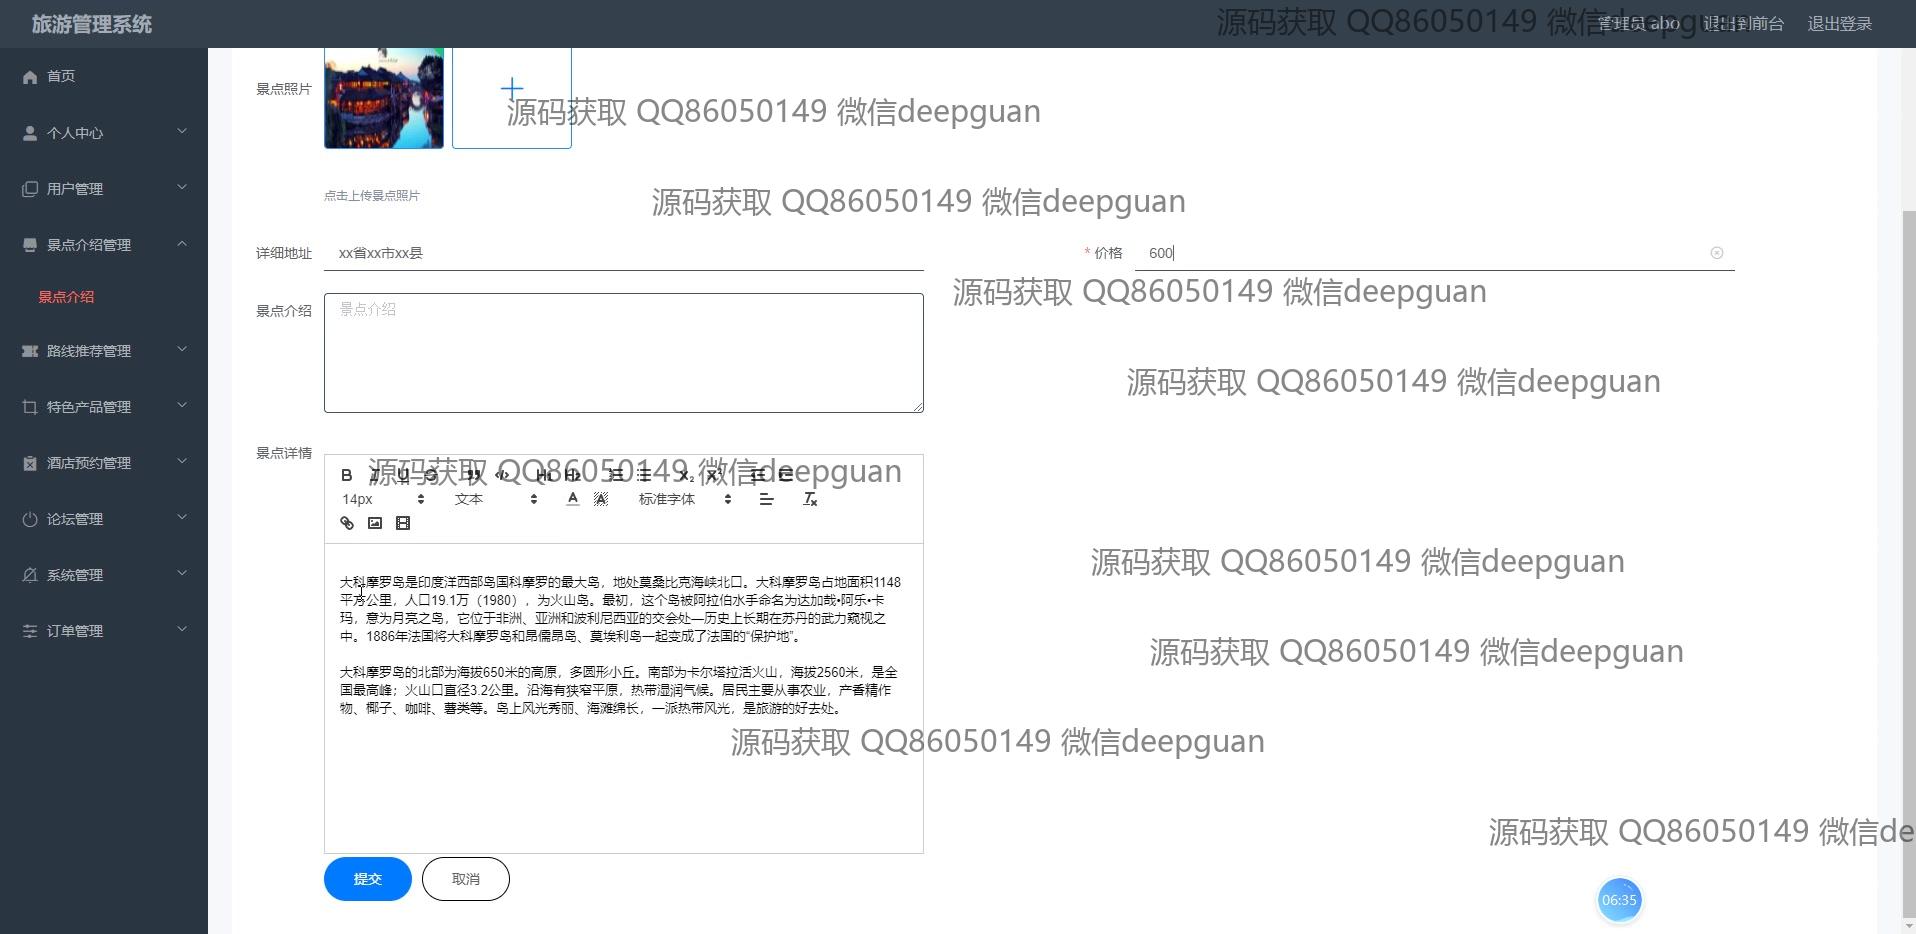 旅游管理系统
源码获取 QQ86050149 微信deepguan
管理员 abo
退出到前台
退出登录
首页
个人中心
用户管理
景点介绍管理
景点介绍
路线推荐管理
特色产品管理
酒店预约管理
论坛管理
系统管理
订单管理
景点照片
源码获取 QQ86050149 微信deepguan
点击上传景点照片
源码获取 QQ86050149 微信deepguan
详细地址
xx省xx市xx县
* 价格
600
源码获取 QQ86050149 微信deepguan
景点介绍
景点介绍
源码获取 QQ86050149 微信deepguan
景点详情
源码获取 QQ86050149 微信deepguan
14px
文本
标准字体
源码获取 QQ86050149 微信deepguan
大科摩罗岛是印度洋西部岛国科摩罗的最大岛，地处莫桑比克海峡北口。大科摩罗岛占地面积1148
平方公里，人口19.1万（1980），为火山岛。最初，这个岛被阿拉伯水手命名为达加哉•阿乐•卡
玛，意为月亮之岛，它位于非洲、亚洲和波利尼西亚的交会处—历史上长期在苏丹的武力窥视之
中。1886年法国将大科摩罗岛和昂儒昂岛、莫埃利岛一起变成了法国的“保护地”。
源码获取 QQ86050149 微信deepguan
大科摩罗岛的北部为海拔650米的高原，多圆形小丘。南部为卡尔塔拉活火山，海拔2560米，是全
国最高峰；火山口直径3.2公里。沿海有狭窄平原，热带湿润气候。居民主要从事农业，产香精作
物、椰子、咖啡、薯类等。岛上风光秀丽、海滩绵长，一派热带风光，是旅游的好去处。
源码获取 QQ86050149 微信deepguan
源码获取 QQ86050149 微信de
提交
取消
06:35